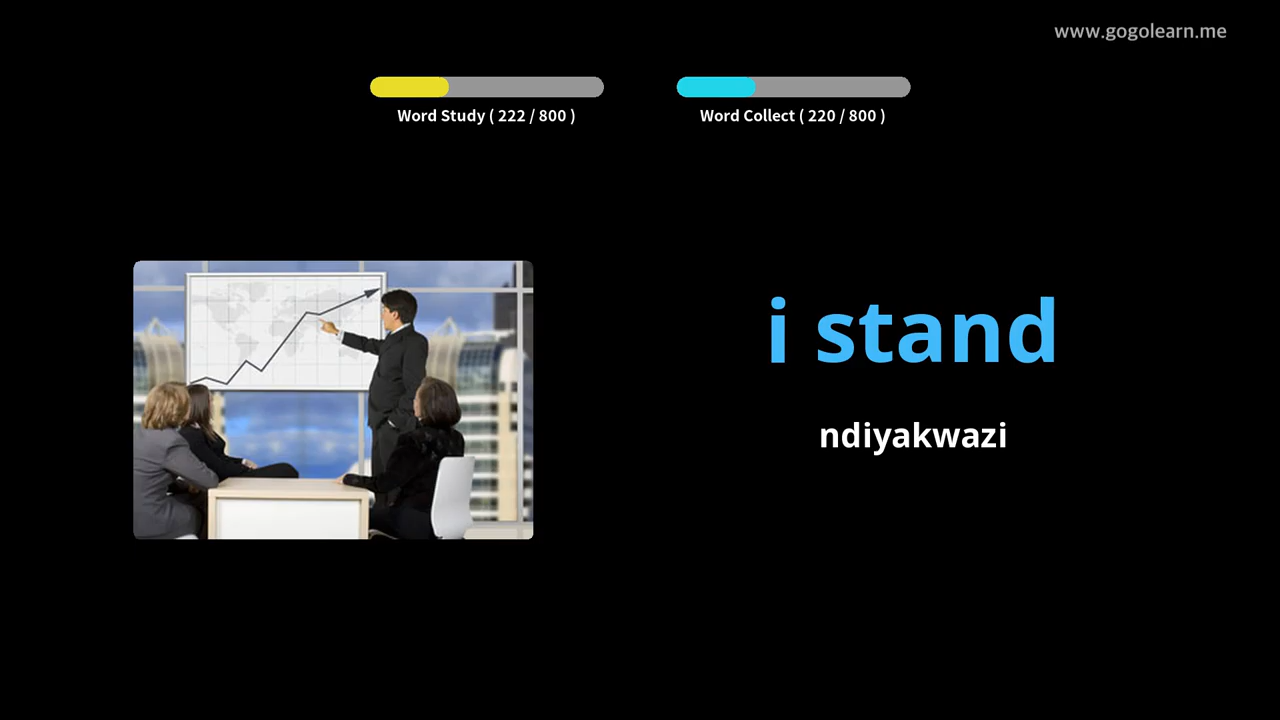 www.gogolearn.me
Word Study ( 222 / 800 )
Word Collect ( 220 / 800 )
i stand
ndiyakwazi